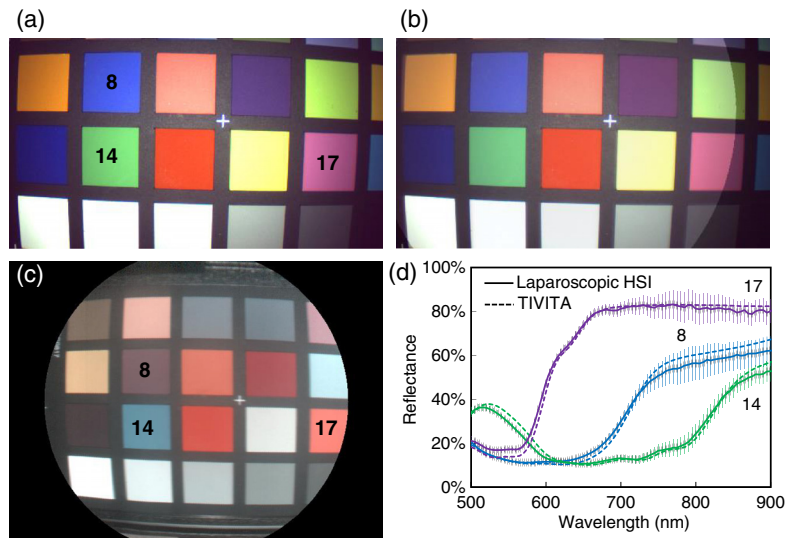 (a)
(b)
8
14
17
(c)
8
14
17
(d)
100%
80%
60%
40%
20%
0%
Reflectance
Laparoscopic HSI
TIVITA
17
8
14
500
600
700
800
900
Wavelength (nm)